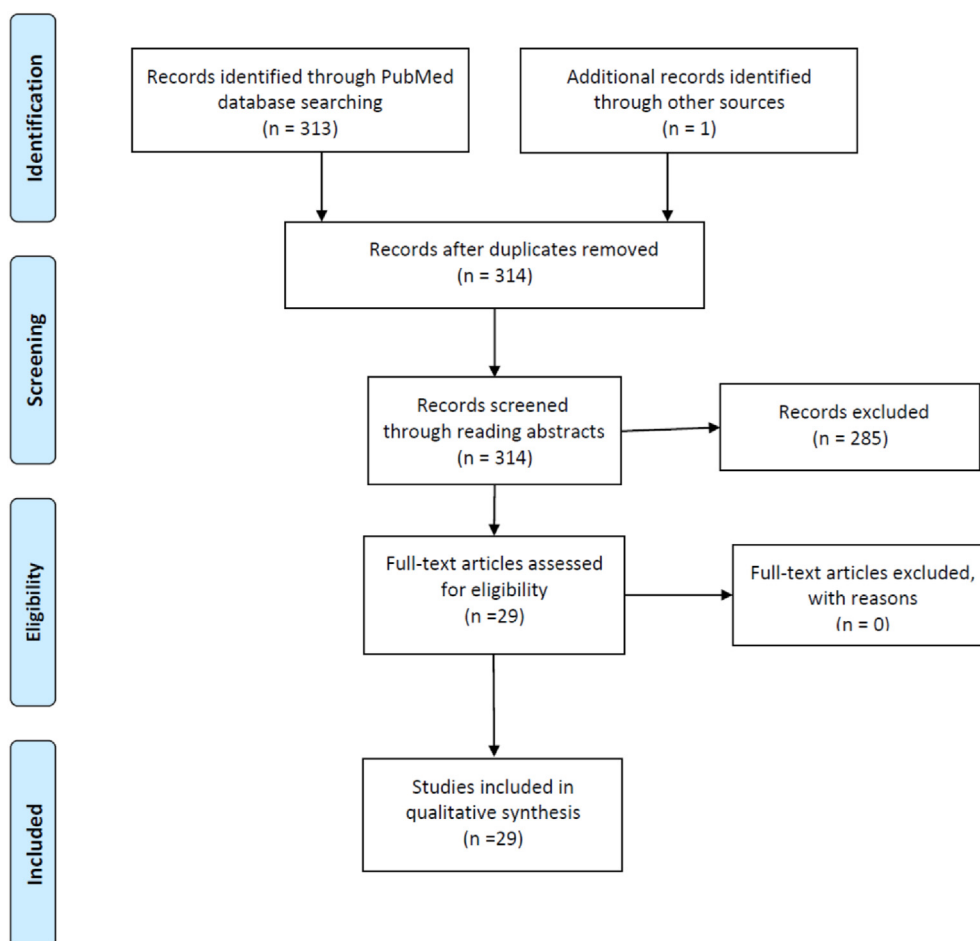 Identification
Records identified through PubMed
database searching
(n = 313)
Additional records identified
through other sources
(n = 1)
Records after duplicates removed
(n = 314)
Screening
Records screened
through reading abstracts
(n = 314)
Records excluded
(n = 285)
Eligibility
Full-text articles assessed
for eligibility
(n =29)
Full-text articles excluded,
with reasons
(n = 0)
Included
Studies included in
qualitative synthesis
(n =29)